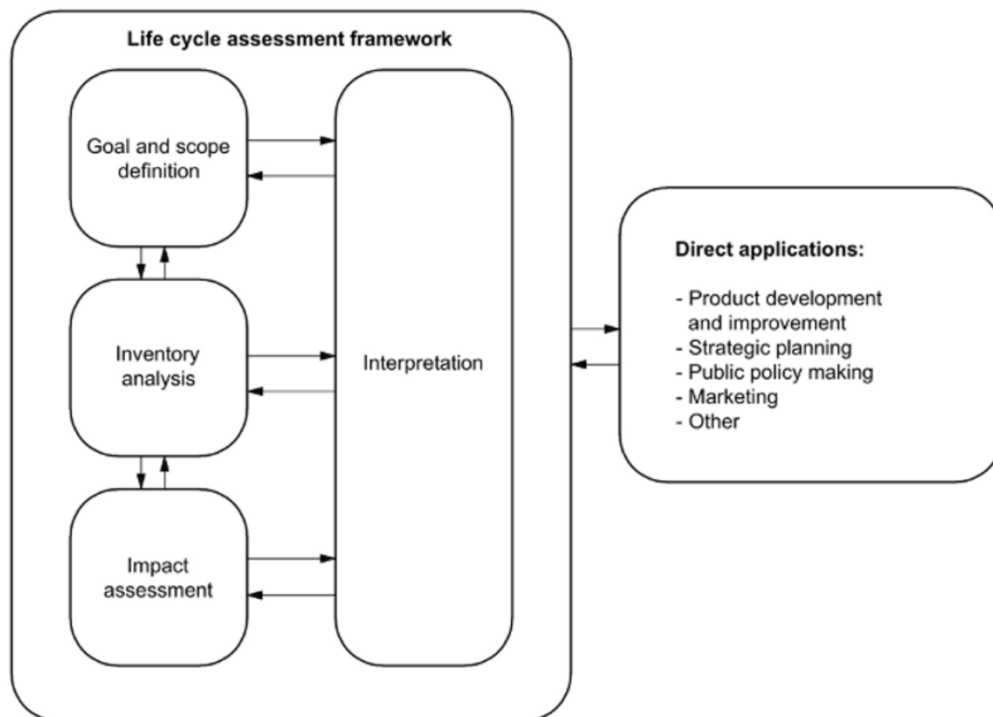 Life cycle assessment framework
Goal and scope
definition
Inventory
analysis
Impact
assessment
Interpretation
Direct applications:
- Product development
and improvement
- Strategic planning
- Public policy making
- Marketing
- Other